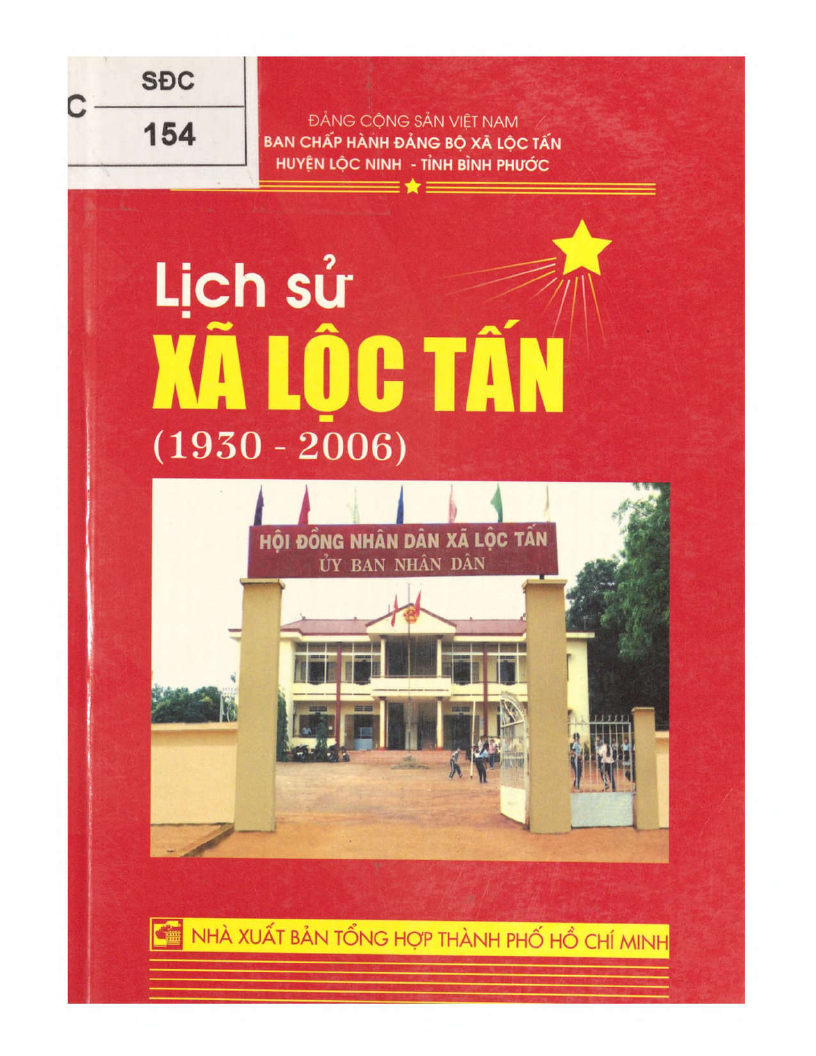 SĐC
C
154
ĐẢNG CỘNG SẢN VIỆT NAM
BAN CHẤP HÀNH ĐẢNG BỘ XÃ LỘC TẤN
HUYỆN LỘC NINH - TỈNH BÌNH PHƯỚC
Lịch sử
XÃ LỘC TẤN
(1930 - 2006)
HỘI ĐỒNG NHÂN DÂN XÃ LỘC TẤN
ỦY BAN NHÂN DÂN
NHÀ XUẤT BẢN TỔNG HỢP THÀNH PHỐ HỒ CHÍ MINH